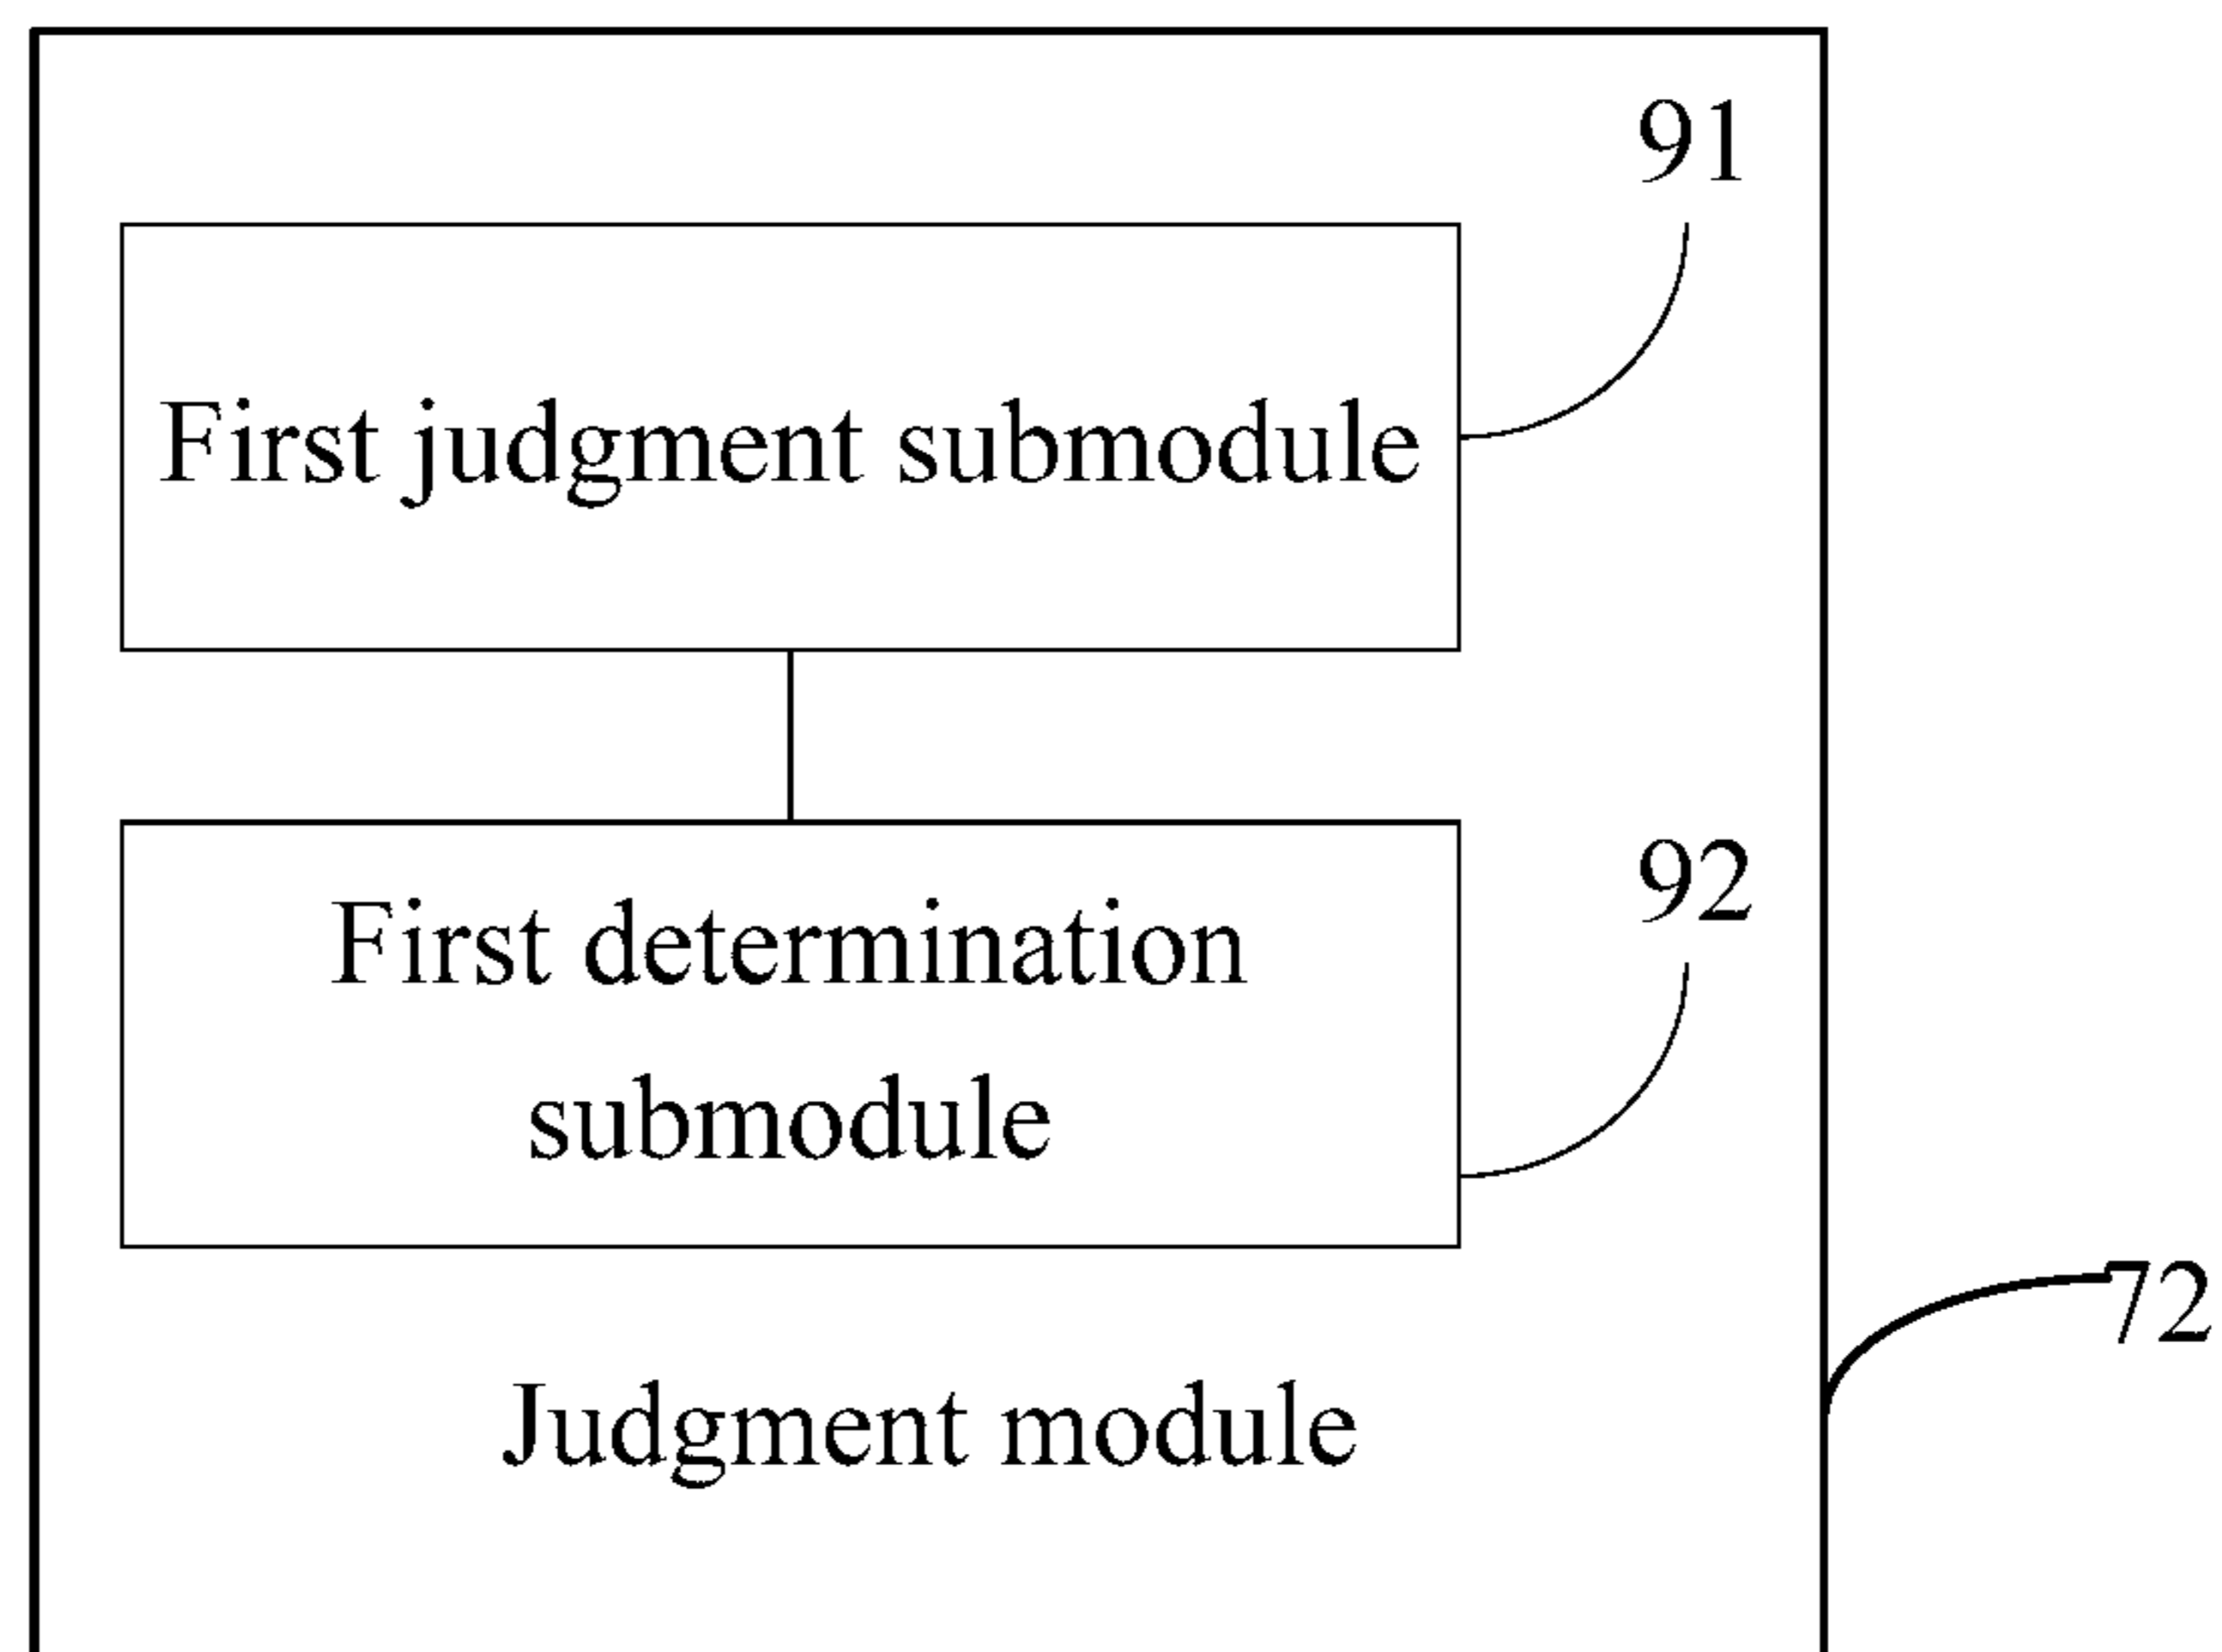 91
First judgment submodule
92
First determination
submodule
72
Judgment module